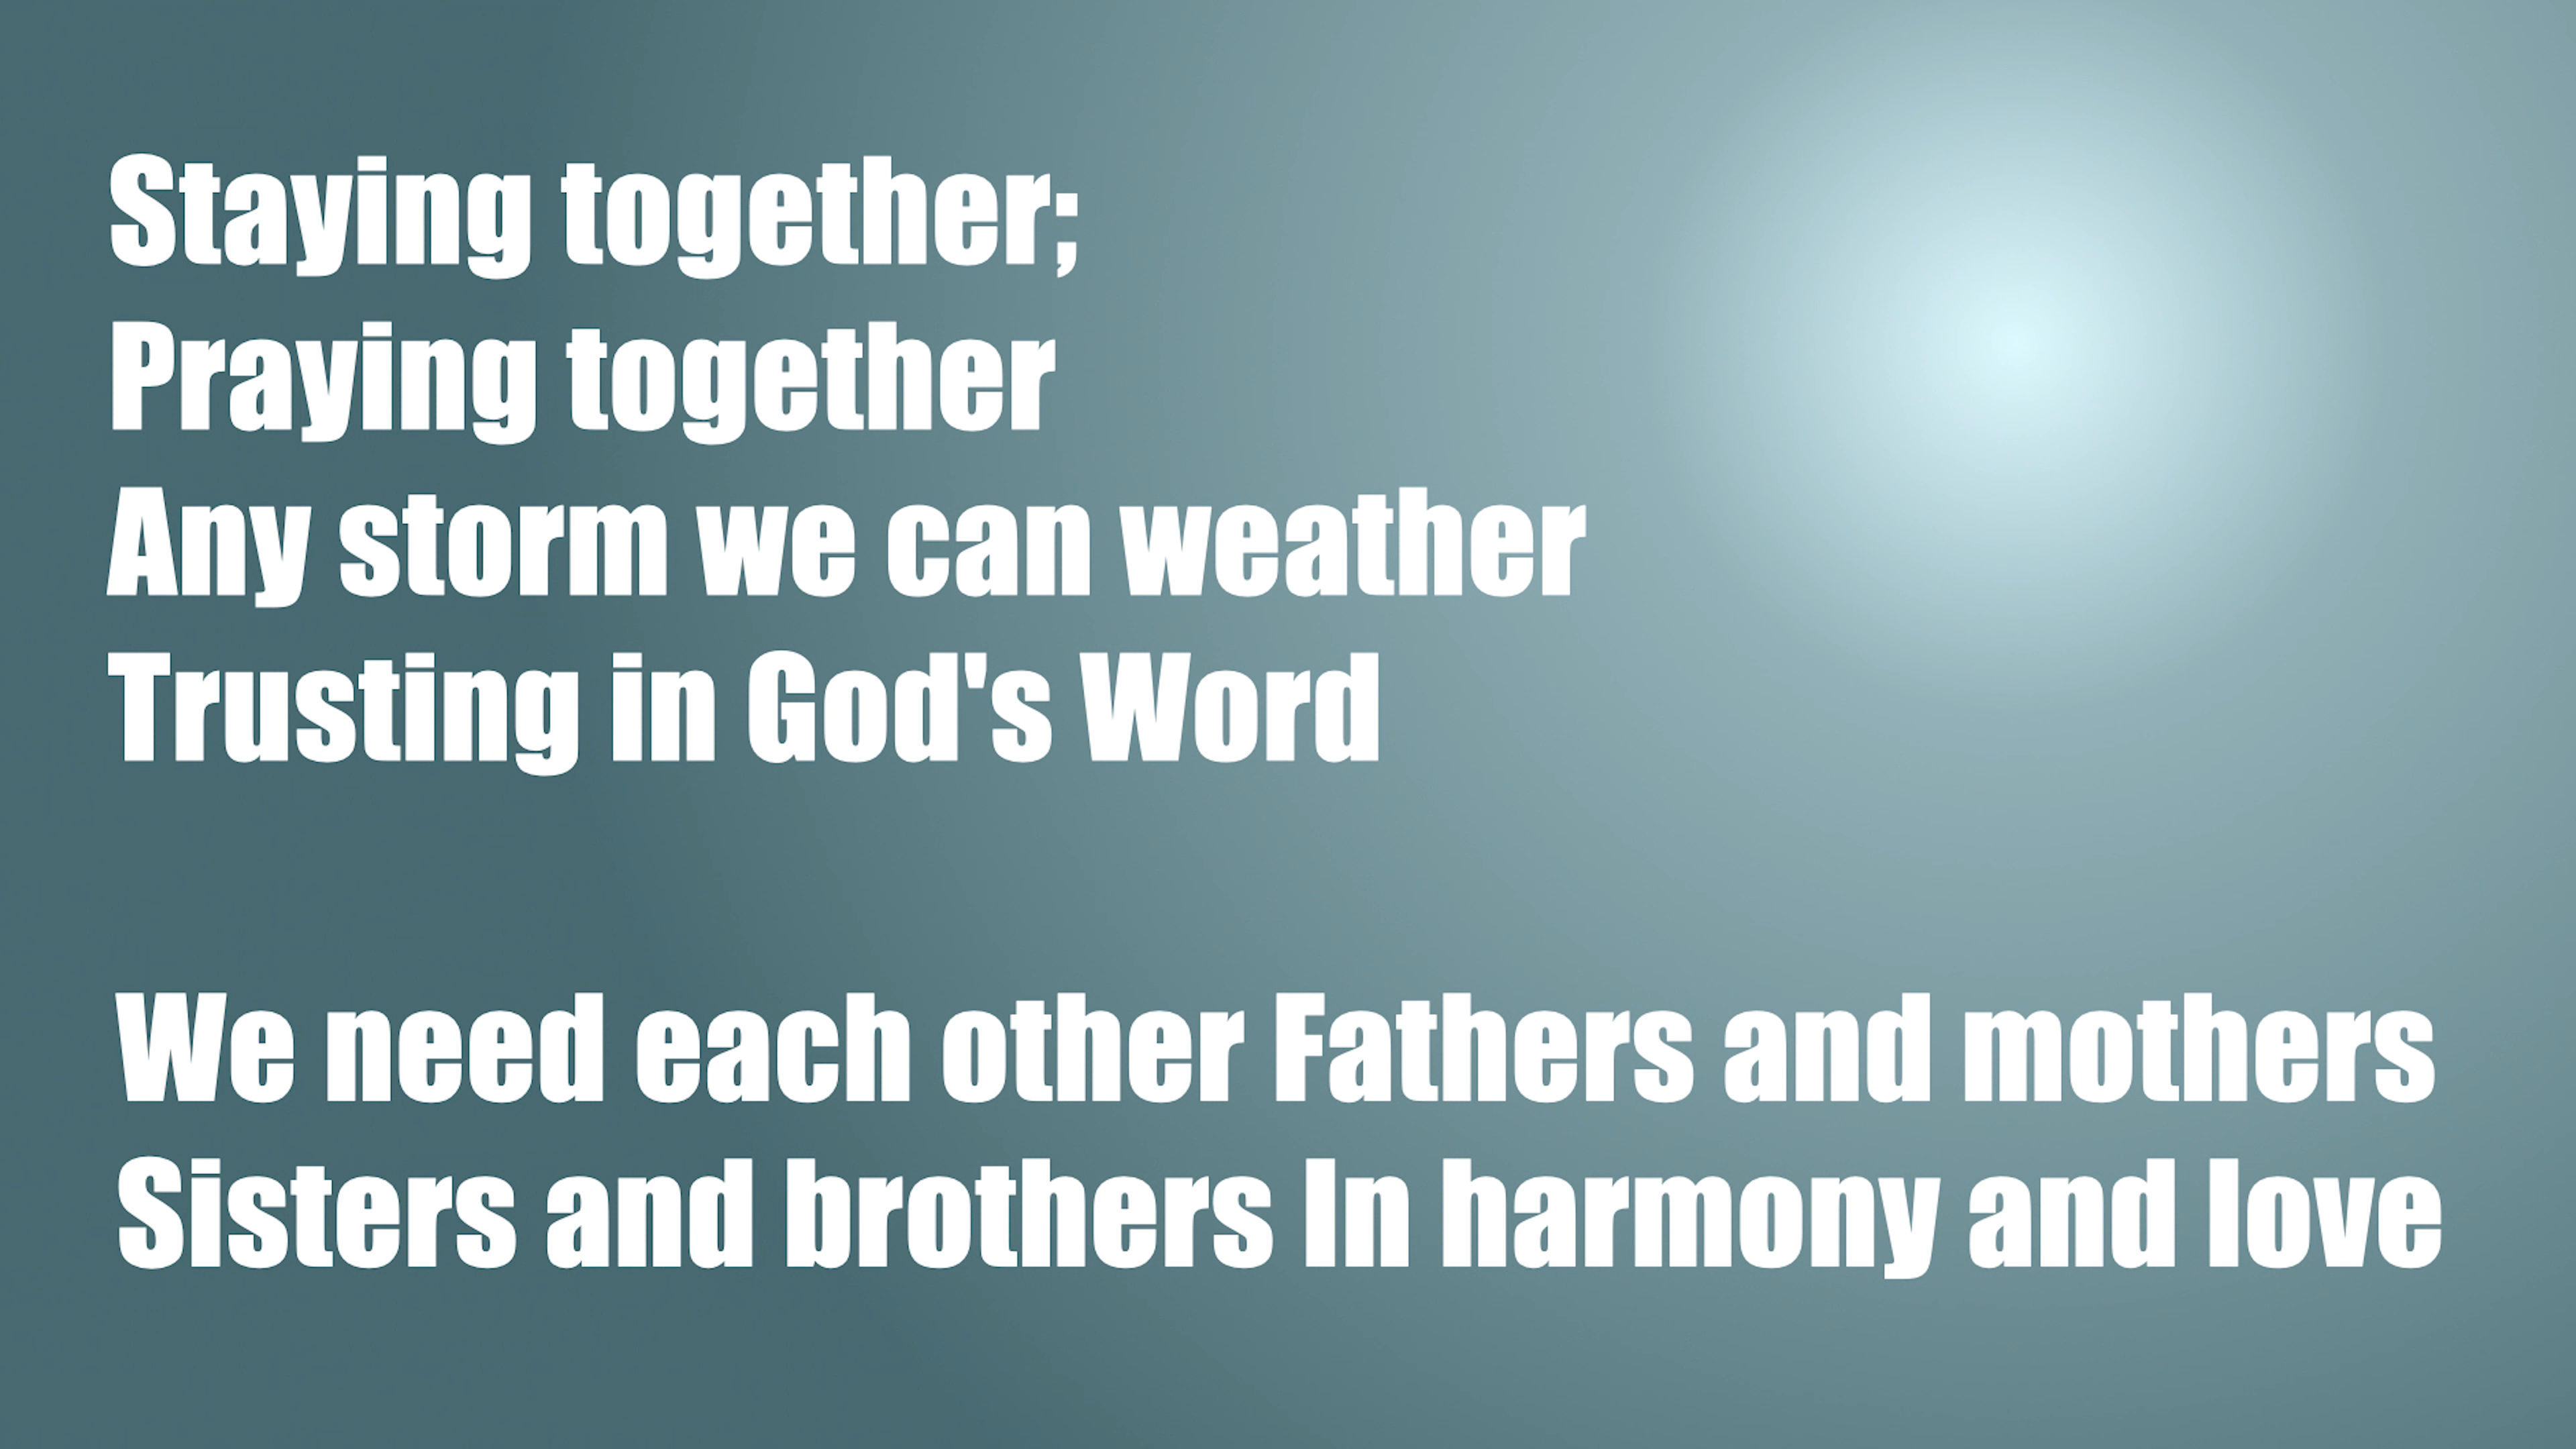 Staying together;
Praying together
Any storm we can weather
Trusting in God's Word
We need each other Fathers and mothers
Sisters and brothers In harmony and love